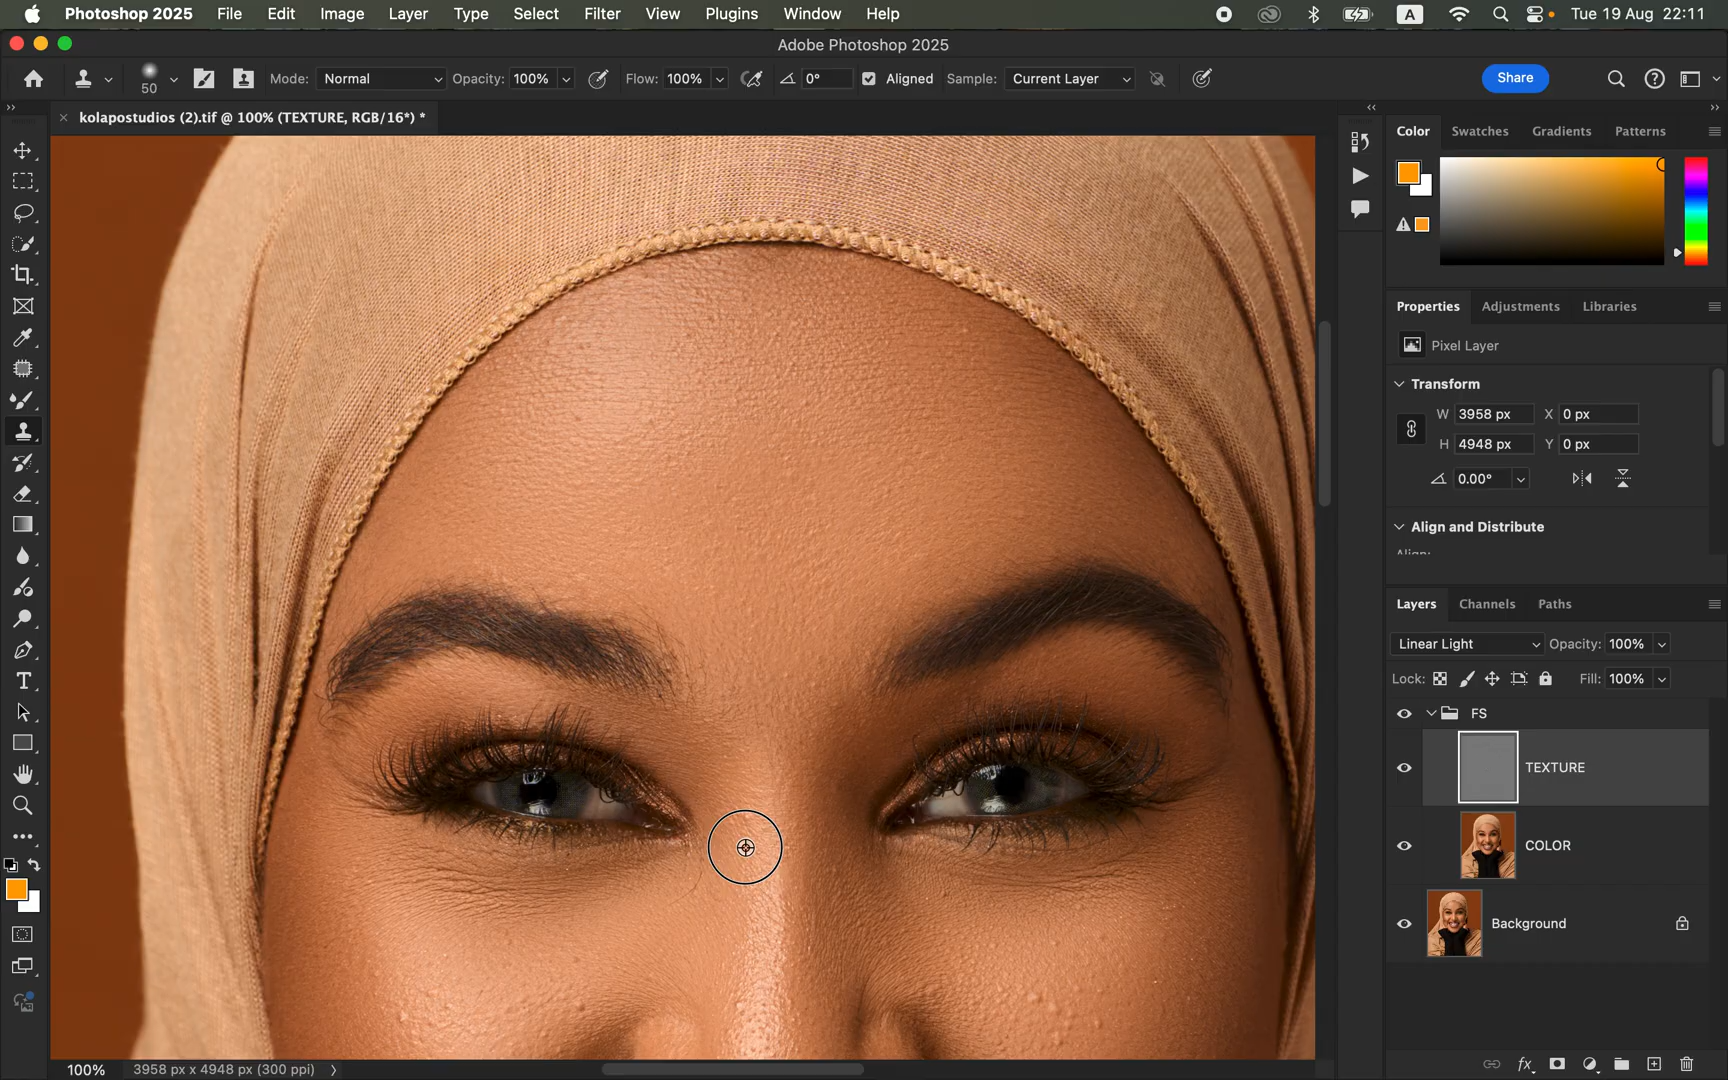 Photoshop 2025 File Edit Image Layer Type Select Filter View Plugins Window Help A Tue 19 Aug 22:11
Adobe Photoshop 2025
50 Mode: Normal Opacity: 100% Flow: 100% 0° Aligned Sample: Current Layer Share
kolapostudios (2).tif @ 100% (TEXTURE, RGB/16*) *
Color Swatches Gradients Patterns
Properties Adjustments Libraries
Pixel Layer
Transform
W 3958 px X 0 px
H 4948 px Y 0 px
0.00°
Align and Distribute
Align:
Layers Channels Paths
Linear Light Opacity: 100%
Lock: Fill: 100%
FS
TEXTURE
COLOR
Background
100% 3958 px x 4948 px (300 ppi)